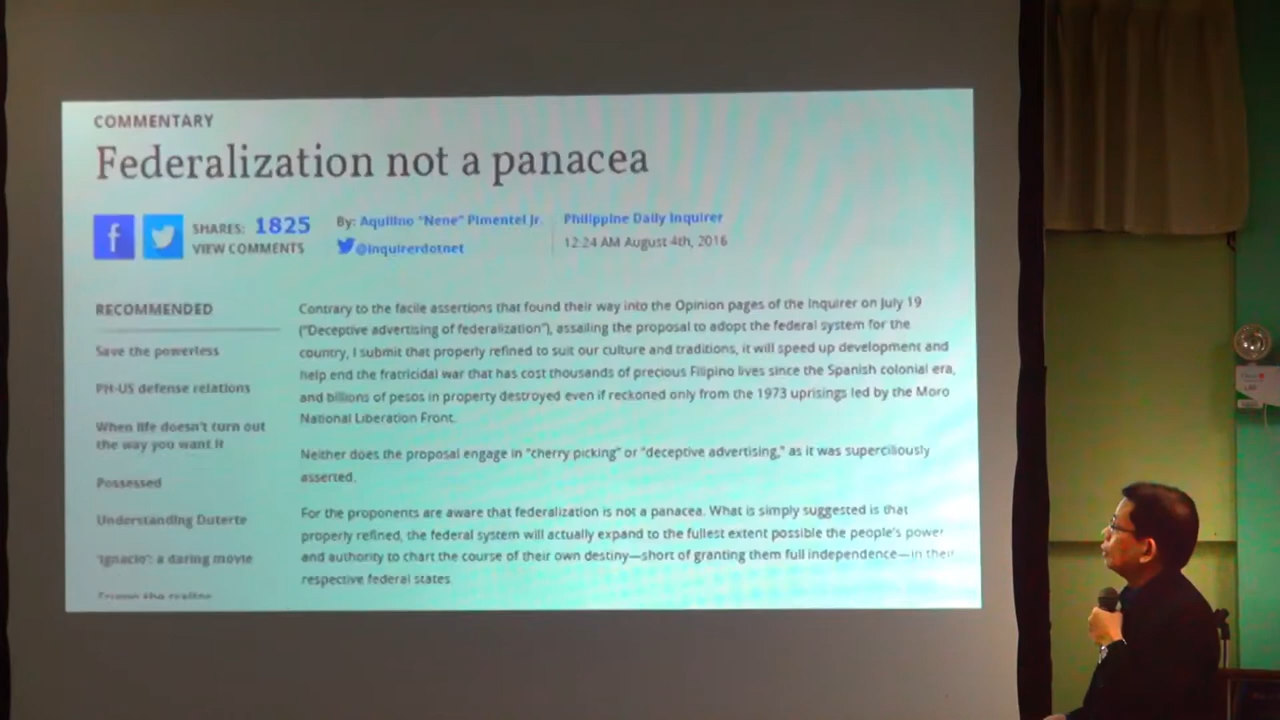 COMMENTARY
Federalization not a panacea
SHARES: 1825
VIEW COMMENTS
By: Aquilino "Nene" Pimentel Jr.
@inquirerdotnet
Philippine Daily Inquirer
12:24 AM August 4th, 2016
RECOMMENDED
Save the powerless
PH-US defense relations
When life doesn't turn out
the way you want it
Possessed
Understanding Duterte
'Ignacio': a daring movie
Contrary to the facile assertions that found their way into the Opinion pages of the Inquirer on July 19
("Deceptive advertising of federalization"), assailing the proposal to adopt the federal system for the
country, I submit that properly refined to suit our culture and traditions, it will speed up development and
help end the fratricidal war that has cost thousands of precious Filipino lives since the Spanish colonial era,
and billions of pesos in property destroyed even if reckoned only from the 1973 uprisings led by the Moro
National Liberation Front.
Neither does the proposal engage in "cherry picking" or "deceptive advertising," as it was superciliously
asserted.
For the proponents are aware that federalization is not a panacea. What is simply suggested is that
properly refined, the federal system will actually expand to the fullest extent possible the people's power
and authority to chart the course of their own destiny—short of granting them full independence—in their
respective federal states.